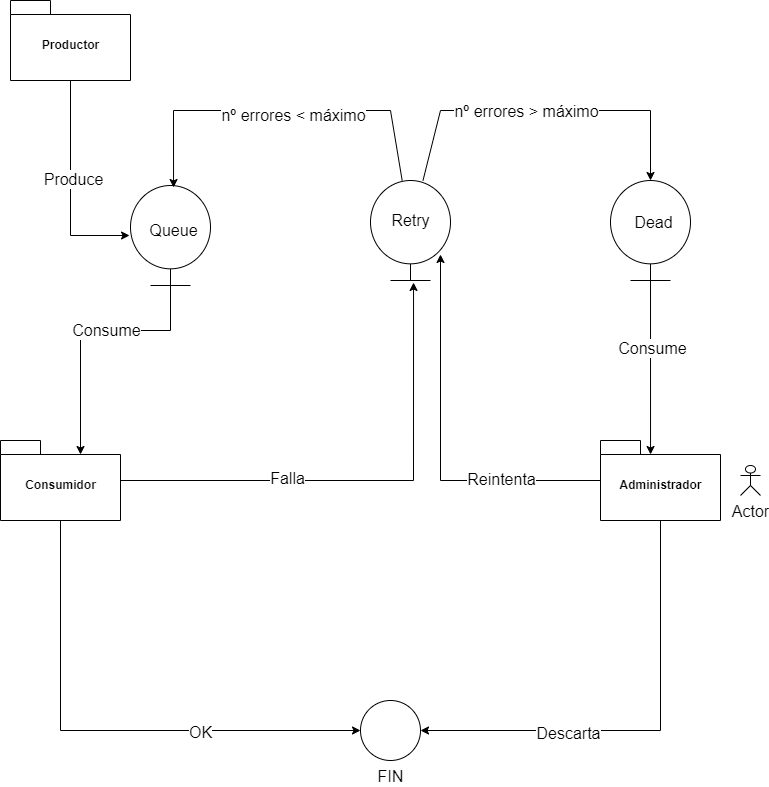 Productor
nº errores < máximo
nº errores > máximo
Produce
Queue
Retry
Dead
Consume
Consume
Consumidor
Falla
Reintenta
Administrador
Actor
OK
Descarta
FIN